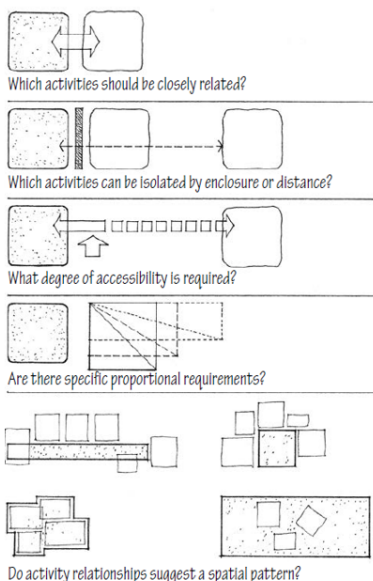 Which activities should be closely related?
Which activities can be isolated by enclosure or distance?
What degree of accessibility is required?
Are there specific proportional requirements?
Do activity relationships suggest a spatial pattern?